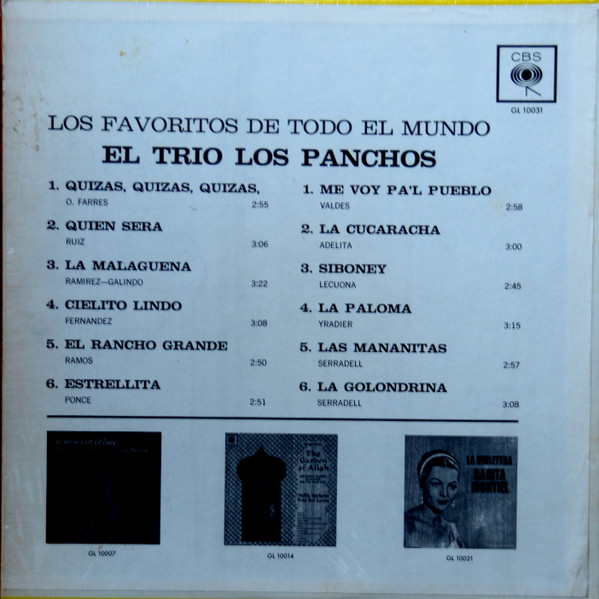 CBS
GL 10031
LOS FAVORITOS DE TODO EL MUNDO
EL TRIO LOS PANCHOS
1. QUIZAS, QUIZAS, QUIZAS,
O. FARRES 2:55
2. QUIEN SERA
RUIZ 3:06
3. LA MALAGUENA
RAMIREZ—GALINDO 3:22
4. CIELITO LINDO
FERNANDEZ 3:08
5. EL RANCHO GRANDE
RAMOS 2:50
6. ESTRELLITA
PONCE 2:51
1. ME VOY PA'L PUEBLO
VALDES 2:58
2. LA CUCARACHA
ADELITA 3:00
3. SIBONEY
LECUONA 2:45
4. LA PALOMA
YRADIER 3:15
5. LAS MANANITAS
SERRADELL 2:57
6. LA GOLONDRINA
SERRADELL 3:08
The
Garden
of Allah
LA VIOLETERA
SARITA
MONTIEL
GL 10007
GL 10014
GL 10021